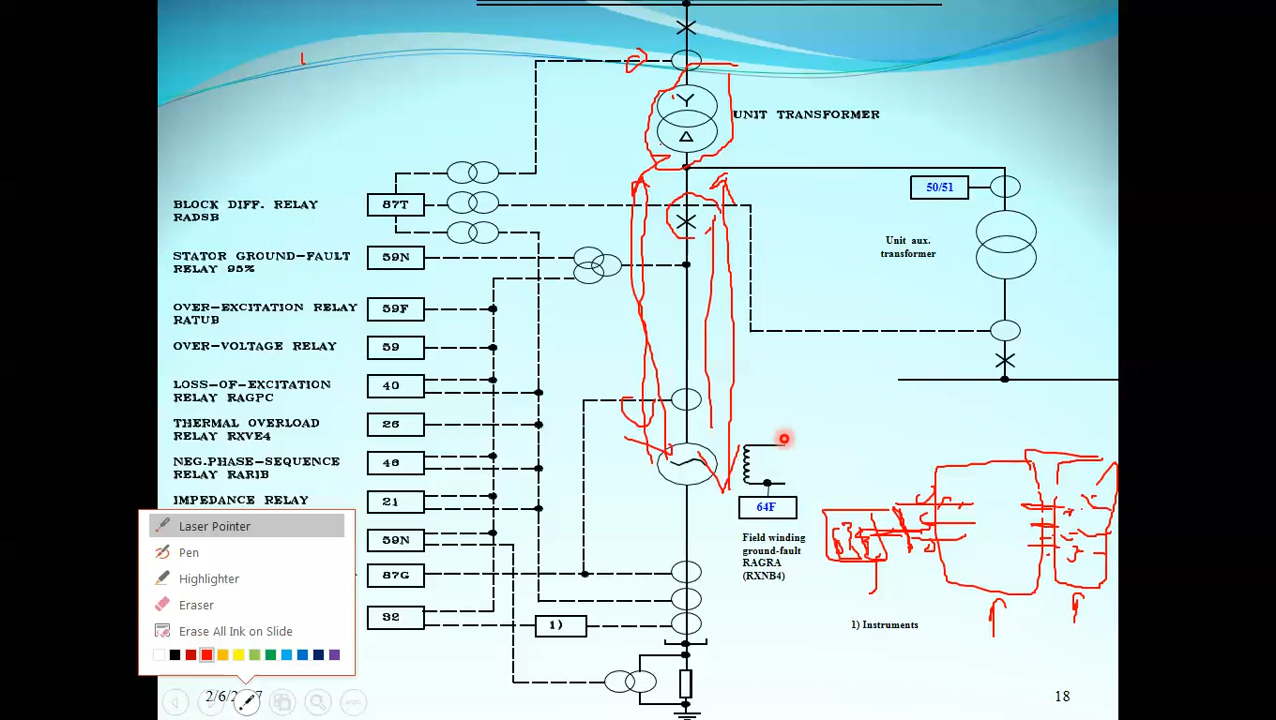 UNIT TRANSFORMER
50/51
BLOCK DIFF. RELAY
RADSB
87T
Unit aux.
transformer
STATOR GROUND-FAULT
RELAY 95%
59N
OVER-EXCITATION RELAY
RATUB
59F
OVER-VOLTAGE RELAY
59
LOSS-OF-EXCITATION
RELAY RAGPC
40
THERMAL OVERLOAD
RELAY RXVE4
26
NEG.PHASE-SEQUENCE
RELAY RARIB
46
IMPEDANCE RELAY
21
64F
Field winding
ground-fault
RAGRA
(RXNB4)
59N
87G
32
1)
1) Instruments
Laser Pointer
Pen
Highlighter
Eraser
Erase All Ink on Slide
18